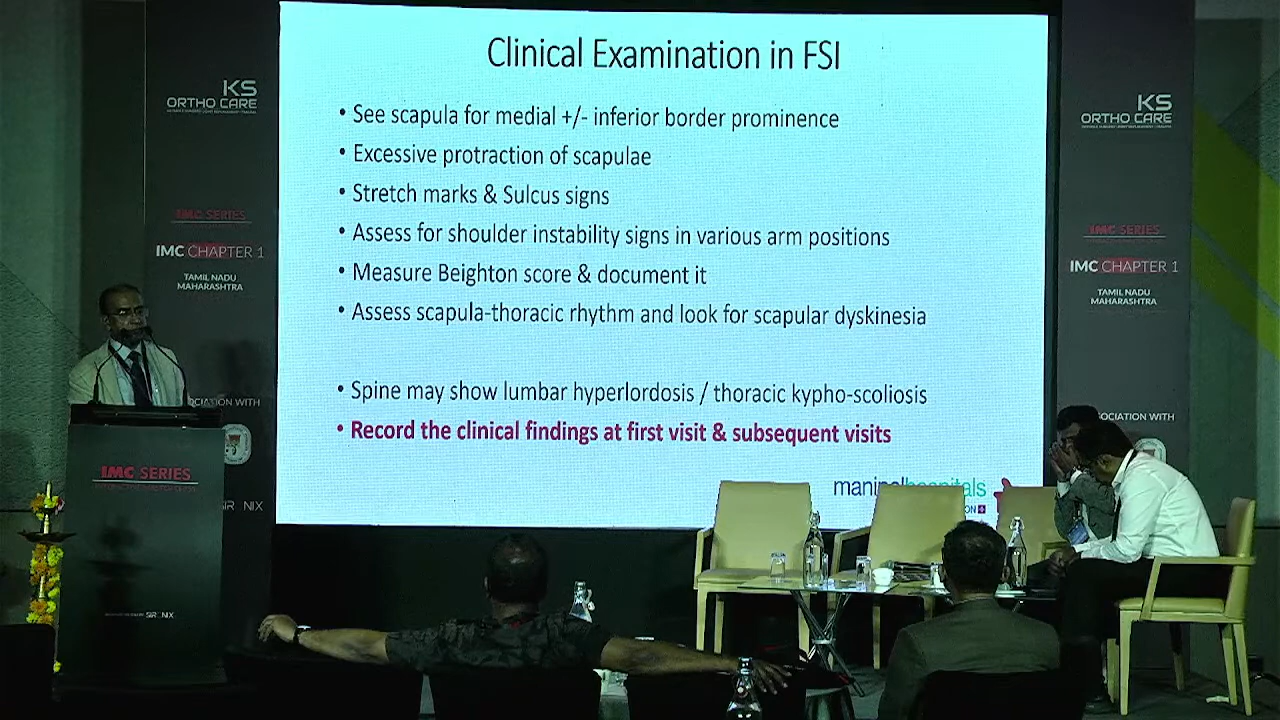 Clinical Examination in FSI
• See scapula for medial +/- inferior border prominence
• Excessive protraction of scapulae
• Stretch marks & Sulcus signs
• Assess for shoulder instability signs in various arm positions
• Measure Beighton score & document it
• Assess scapula-thoracic rhythm and look for scapular dyskinesia
• Spine may show lumbar hyperlordosis / thoracic kypho-scoliosis
• Record the clinical findings at first visit & subsequent visits
KS
ORTHO CARE
IMC SERIES
IMC CHAPTER 1
TAMIL NADU
MAHARASHTRA
OCIATION WITH
IMC SERIES
KS
ORTHO CARE
IMC SERIES
IMC CHAPTER 1
TAMIL NADU
MAHARASHTRA
OCIATION WITH